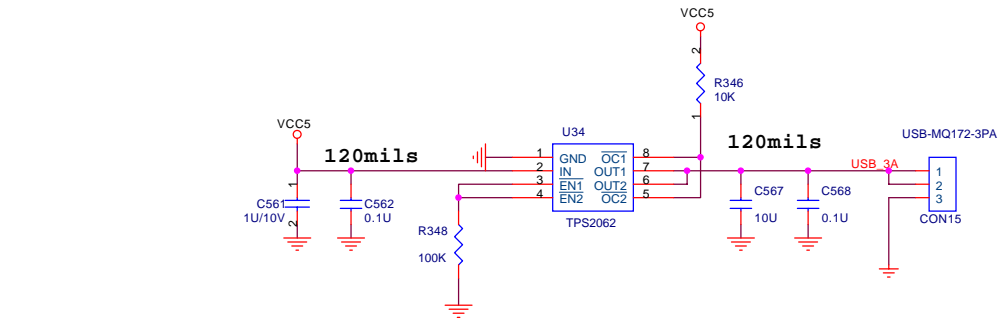 VCC5
2
R346
10K
1
USB-MQ172-3PA
VCC5
120mils
U34
120mils
1 GND OC1 8
2 IN OUT1 7
3 EN1 OUT2 6
4 EN2 OC2 5
TPS2062
USB_3A
1
2
3
CON15
1
C561
1U/10V
2
C562
0.1U
R348
100K
C567
10U
C568
0.1U